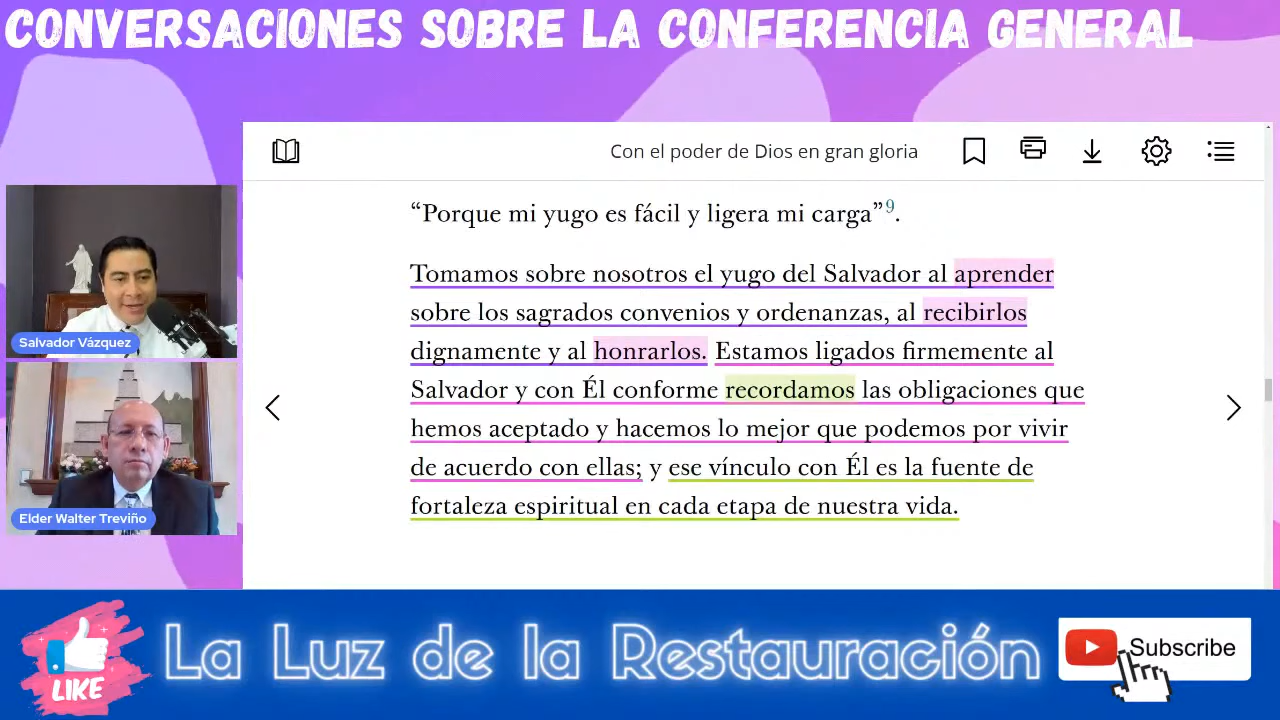 CONVERSACIONES SOBRE LA CONFERENCIA GENERAL
Con el poder de Dios en gran gloria
“Porque mi yugo es fácil y ligera mi carga”9.
Tomamos sobre nosotros el yugo del Salvador al aprender
sobre los sagrados convenios y ordenanzas, al recibirlos
dignamente y al honrarlos. Estamos ligados firmemente al
Salvador y con Él conforme recordamos las obligaciones que
hemos aceptado y hacemos lo mejor que podemos por vivir
de acuerdo con ellas; y ese vínculo con Él es la fuente de
fortaleza espiritual en cada etapa de nuestra vida.
Salvador Vázquez
Elder Walter Treviño
LIKE
La Luz de la Restauración
Subscribe